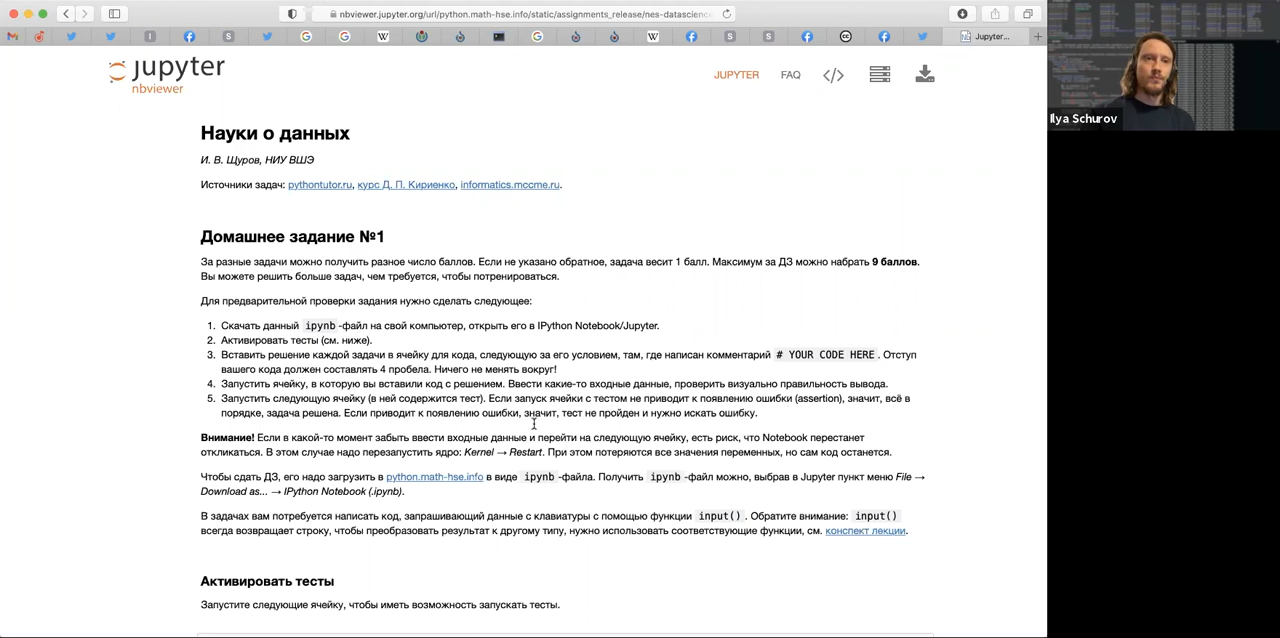 nbviewer.jupyter.org/url/python.math-hse.info/static/assignments_release/nes-datascienc
Jupyter...
jupyter
nbviewer
JUPYTER FAQ </>
Науки о данных
И. В. Щуров, НИУ ВШЭ
Источники задач: pythontutor.ru, курс Д. П. Кириенко, informatics.mccme.ru.
Домашнее задание №1
За разные задачи можно получить разное число баллов. Если не указано обратное, задача весит 1 балл. Максимум за ДЗ можно набрать 9 баллов.
Вы можете решить больше задач, чем требуется, чтобы потренироваться.
Для предварительной проверки задания нужно сделать следующее:
1. Скачать данный ipynb -файл на свой компьютер, открыть его в IPython Notebook/Jupyter.
2. Активировать тесты (см. ниже).
3. Вставить решение каждой задачи в ячейку для кода, следующую за его условием, там, где написан комментарий # YOUR CODE HERE . Отступ
вашего кода должен составлять 4 пробела. Ничего не менять вокруг!
4. Запустить ячейку, в которую вы вставили код с решением. Ввести какие-то входные данные, проверить визуально правильность вывода.
5. Запустить следующую ячейку (в ней содержится тест). Если запуск ячейки с тестом не приводит к появлению ошибки (assertion), значит, всё в
порядке, задача решена. Если приводит к появлению ошибки, значит, тест не пройден и нужно искать ошибку.
Внимание! Если в какой-то момент забыть ввести входные данные и перейти на следующую ячейку, есть риск, что Notebook перестанет
откликаться. В этом случае надо перезапустить ядро: Kernel → Restart. При этом потеряются все значения переменных, но сам код останется.
Чтобы сдать ДЗ, его надо загрузить в python.math-hse.info в виде ipynb -файла. Получить ipynb -файл можно, выбрав в Jupyter пункт меню File →
Download as... → IPython Notebook (.ipynb).
В задачах вам потребуется написать код, запрашивающий данные с клавиатуры с помощью функции input() . Обратите внимание: input()
всегда возвращает строку, чтобы преобразовать результат к другому типу, нужно использовать соответствующие функции, см. конспект лекции.
Активировать тесты
Запустите следующие ячейку, чтобы иметь возможность запускать тесты.
Ilya Schurov